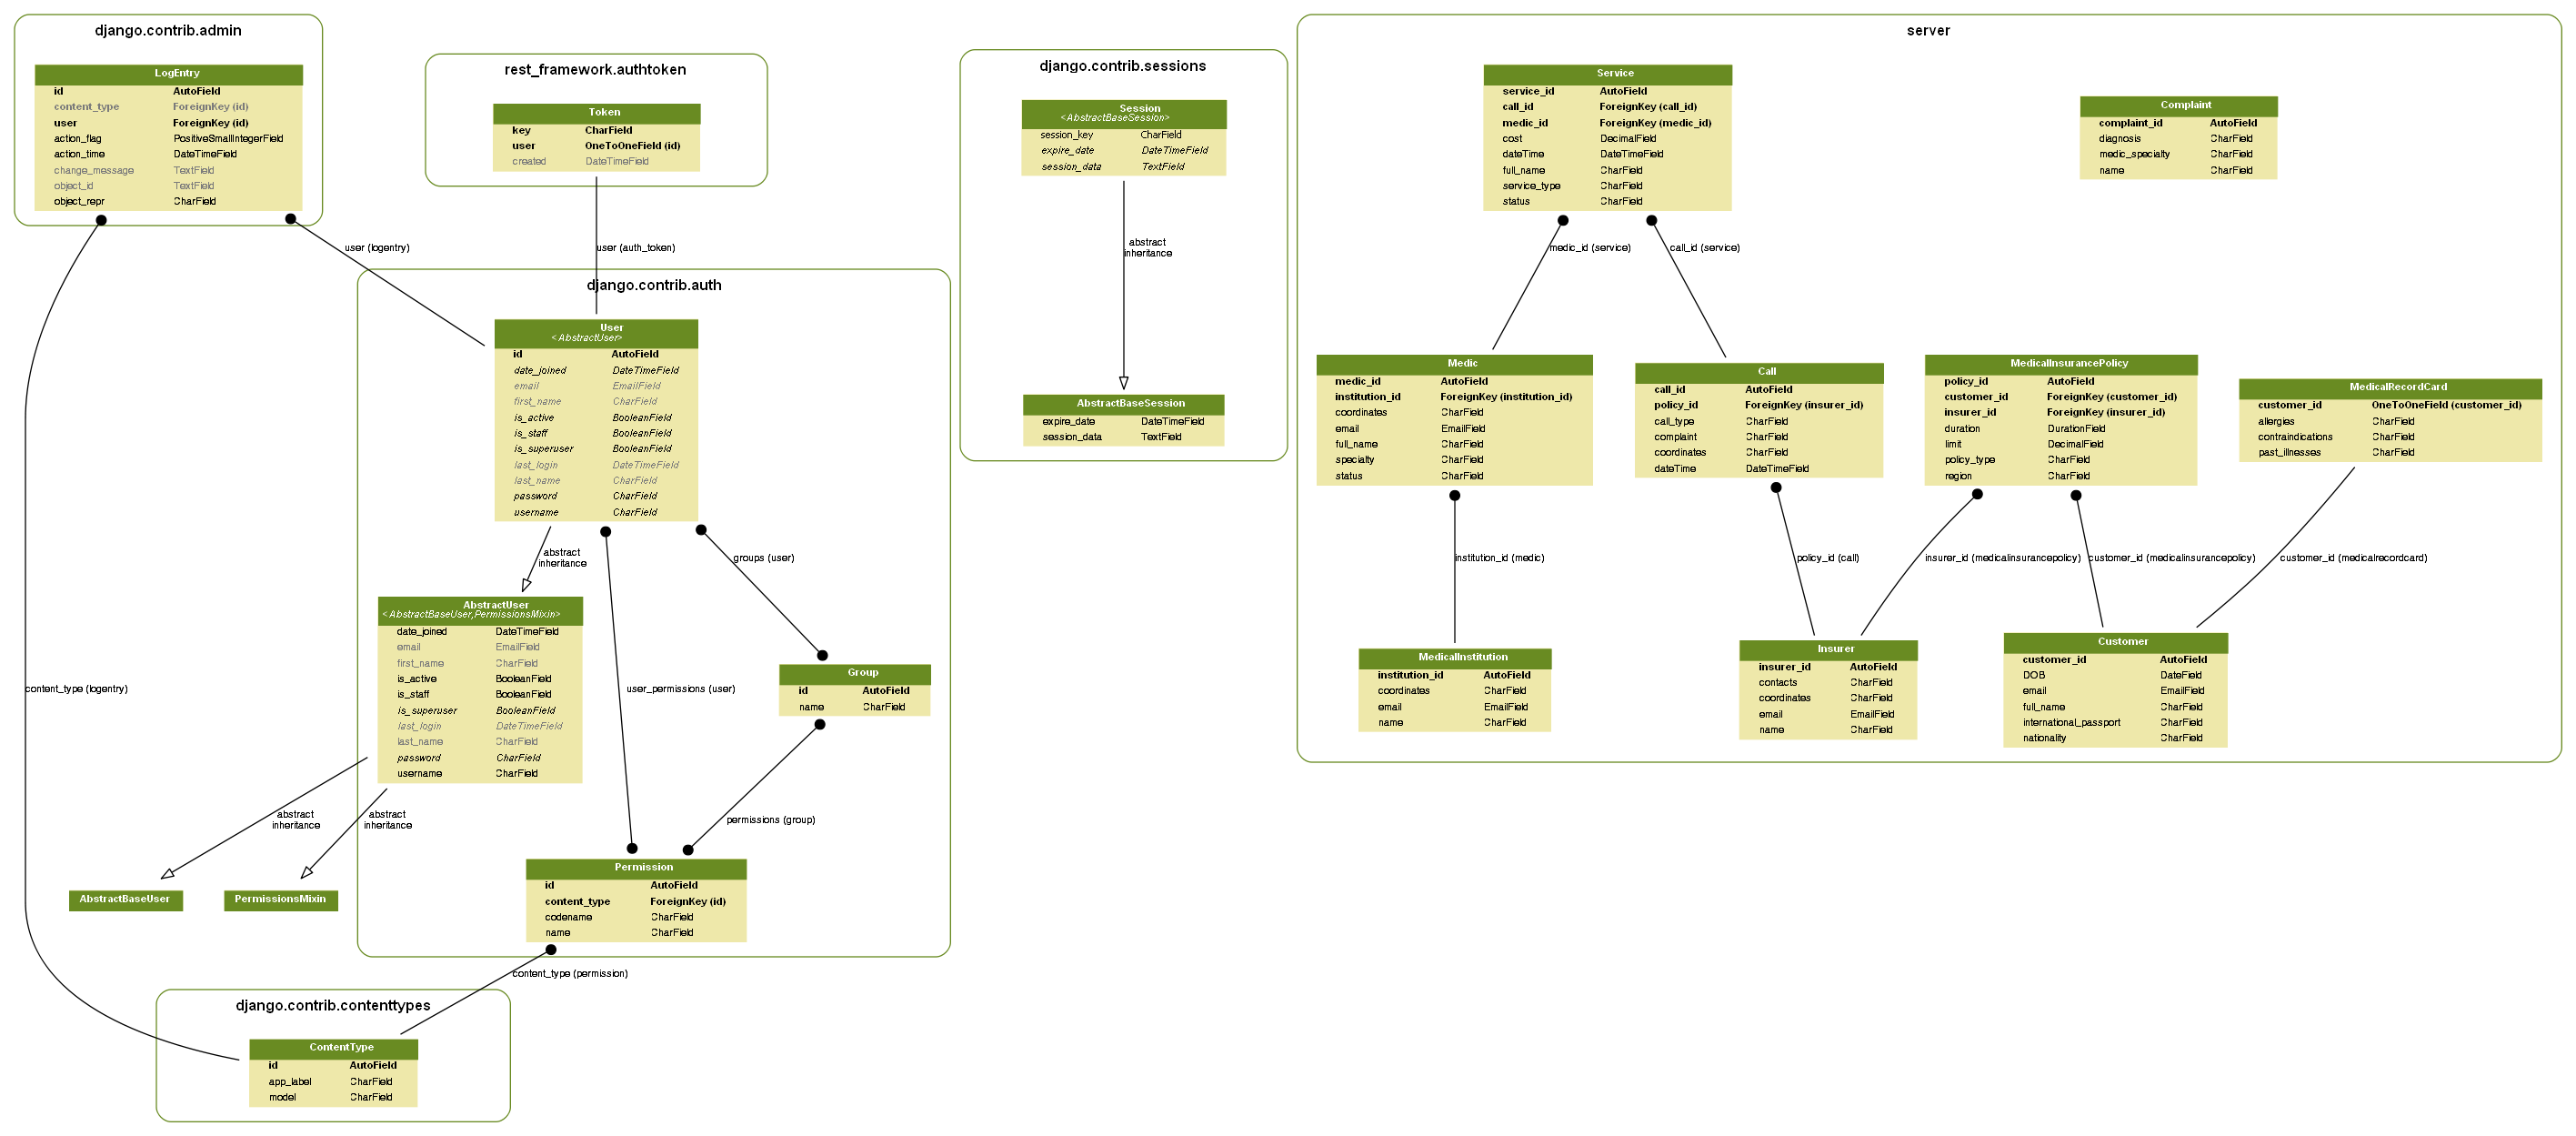 django.contrib.admin
LogEntry
id AutoField
content_type ForeignKey (id)
user ForeignKey (id)
action_flag PositiveSmallIntegerField
action_time DateTimeField
change_message TextField
object_id TextField
object_repr CharField
rest_framework.authtoken
Token
key CharField
user OneToOneField (id)
created DateTimeField
user (logentry)
user (auth_token)
content_type (logentry)
django.contrib.auth
User
<AbstractUser>
id AutoField
date_joined DateTimeField
email EmailField
first_name CharField
is_active BooleanField
is_staff BooleanField
is_superuser BooleanField
last_login DateTimeField
last_name CharField
password CharField
username CharField
abstract
inheritance
groups (user)
user_permissions (user)
AbstractUser
<AbstractBaseUser,PermissionsMixin>
date_joined DateTimeField
email EmailField
first_name CharField
is_active BooleanField
is_staff BooleanField
is_superuser BooleanField
last_login DateTimeField
last_name CharField
password CharField
username CharField
Group
id AutoField
name CharField
abstract
inheritance
abstract
inheritance
permissions (group)
AbstractBaseUser
PermissionsMixin
Permission
id AutoField
content_type ForeignKey (id)
codename CharField
name CharField
content_type (permission)
django.contrib.contenttypes
ContentType
id AutoField
app_label CharField
model CharField
django.contrib.sessions
Session
<AbstractBaseSession>
session_key CharField
expire_date DateTimeField
session_data TextField
abstract
inheritance
AbstractBaseSession
expire_date DateTimeField
session_data TextField
server
Service
service_id AutoField
call_id ForeignKey (call_id)
medic_id ForeignKey (medic_id)
cost DecimalField
dateTime DateTimeField
full_name CharField
service_type CharField
status CharField
Complaint
complaint_id AutoField
diagnosis CharField
medic_specialty CharField
name CharField
medic_id (service)
call_id (service)
Medic
medic_id AutoField
institution_id ForeignKey (institution_id)
coordinates CharField
email EmailField
full_name CharField
specialty CharField
status CharField
Call
call_id AutoField
policy_id ForeignKey (insurer_id)
call_type CharField
complaint CharField
coordinates CharField
dateTime DateTimeField
MedicalInsurancePolicy
policy_id AutoField
customer_id ForeignKey (customer_id)
insurer_id ForeignKey (insurer_id)
duration DurationField
limit DecimalField
policy_type CharField
region CharField
MedicalRecordCard
customer_id OneToOneField (customer_id)
allergies CharField
contraindications CharField
past_illnesses CharField
institution_id (medic)
policy_id (call)
insurer_id (medicalinsurancepolicy)
customer_id (medicalinsurancepolicy)
customer_id (medicalrecordcard)
MedicalInstitution
institution_id AutoField
coordinates CharField
email EmailField
name CharField
Insurer
insurer_id AutoField
contacts CharField
coordinates CharField
email EmailField
name CharField
Customer
customer_id AutoField
DOB DateField
email EmailField
full_name CharField
international_passport CharField
nationality CharField